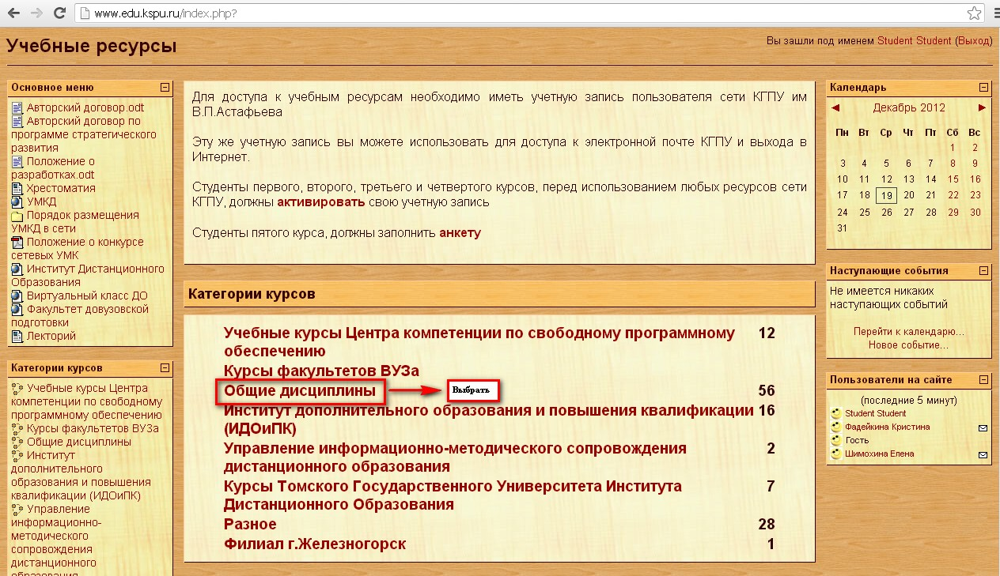 www.edu.kspu.ru/index.php?
Учебные ресурсы
Вы зашли под именем Student Student (Выход)
Основное меню
Авторский договор.odt
Авторский договор по
программе стратегического
развития
Положение о
разработках.odt
Хрестоматия
УМКД
Порядок размещения
УМКД в сети
Положение о конкурсе
сетевых УМК
Институт Дистанционного
Образования
Виртуальный класс ДО
Факультет довузовской
подготовки
Лекторий
Категории курсов
Учебные курсы Центра
компетенции по свободному
программному обеспечению
Курсы факультетов ВУЗа
Общие дисциплины
Институт
дополнительного
образования и повышения
квалификации (ИДОиПК)
Управление
информационно-
методического
сопровождения
дистанционного
образования
Для доступа к учебным ресурсам необходимо иметь учетную запись пользователя сети КГПУ им
В.П.Астафьева
Эту же учетную запись вы можете использовать для доступа к электронной почте КГПУ и выхода в
Интернет.
Студенты первого, второго, третьего и четвертого курсов, перед использованием любых ресурсов сети
КГПУ, должны активировать свою учетную запись
Студенты пятого курса, должны заполнить анкету
Категории курсов
Учебные курсы Центра компетенции по свободному программному 12
обеспечению
Курсы факультетов ВУЗа
Общие дисциплины Выбрать 56
Институт дополнительного образования и повышения квалификации 16
(ИДОиПК)
Управление информационно-методического сопровождения 2
дистанционного образования
Курсы Томского Государственного Университета Института 7
Дистанционного Образования
Разное 28
Филиал г.Железногорск 1
Календарь
Декабрь 2012
Пн Вт Ср Чт Пт Сб Вс
1 2
3 4 5 6 7 8 9
10 11 12 13 14 15 16
17 18 19 20 21 22 23
24 25 26 27 28 29 30
31
Наступающие события
Не имеется никаких
наступающих событий
Перейти к календарю...
Новое событие...
Пользователи на сайте
(последние 5 минут)
Student Student
Фадейкина Кристина
Гость
Шимохина Елена